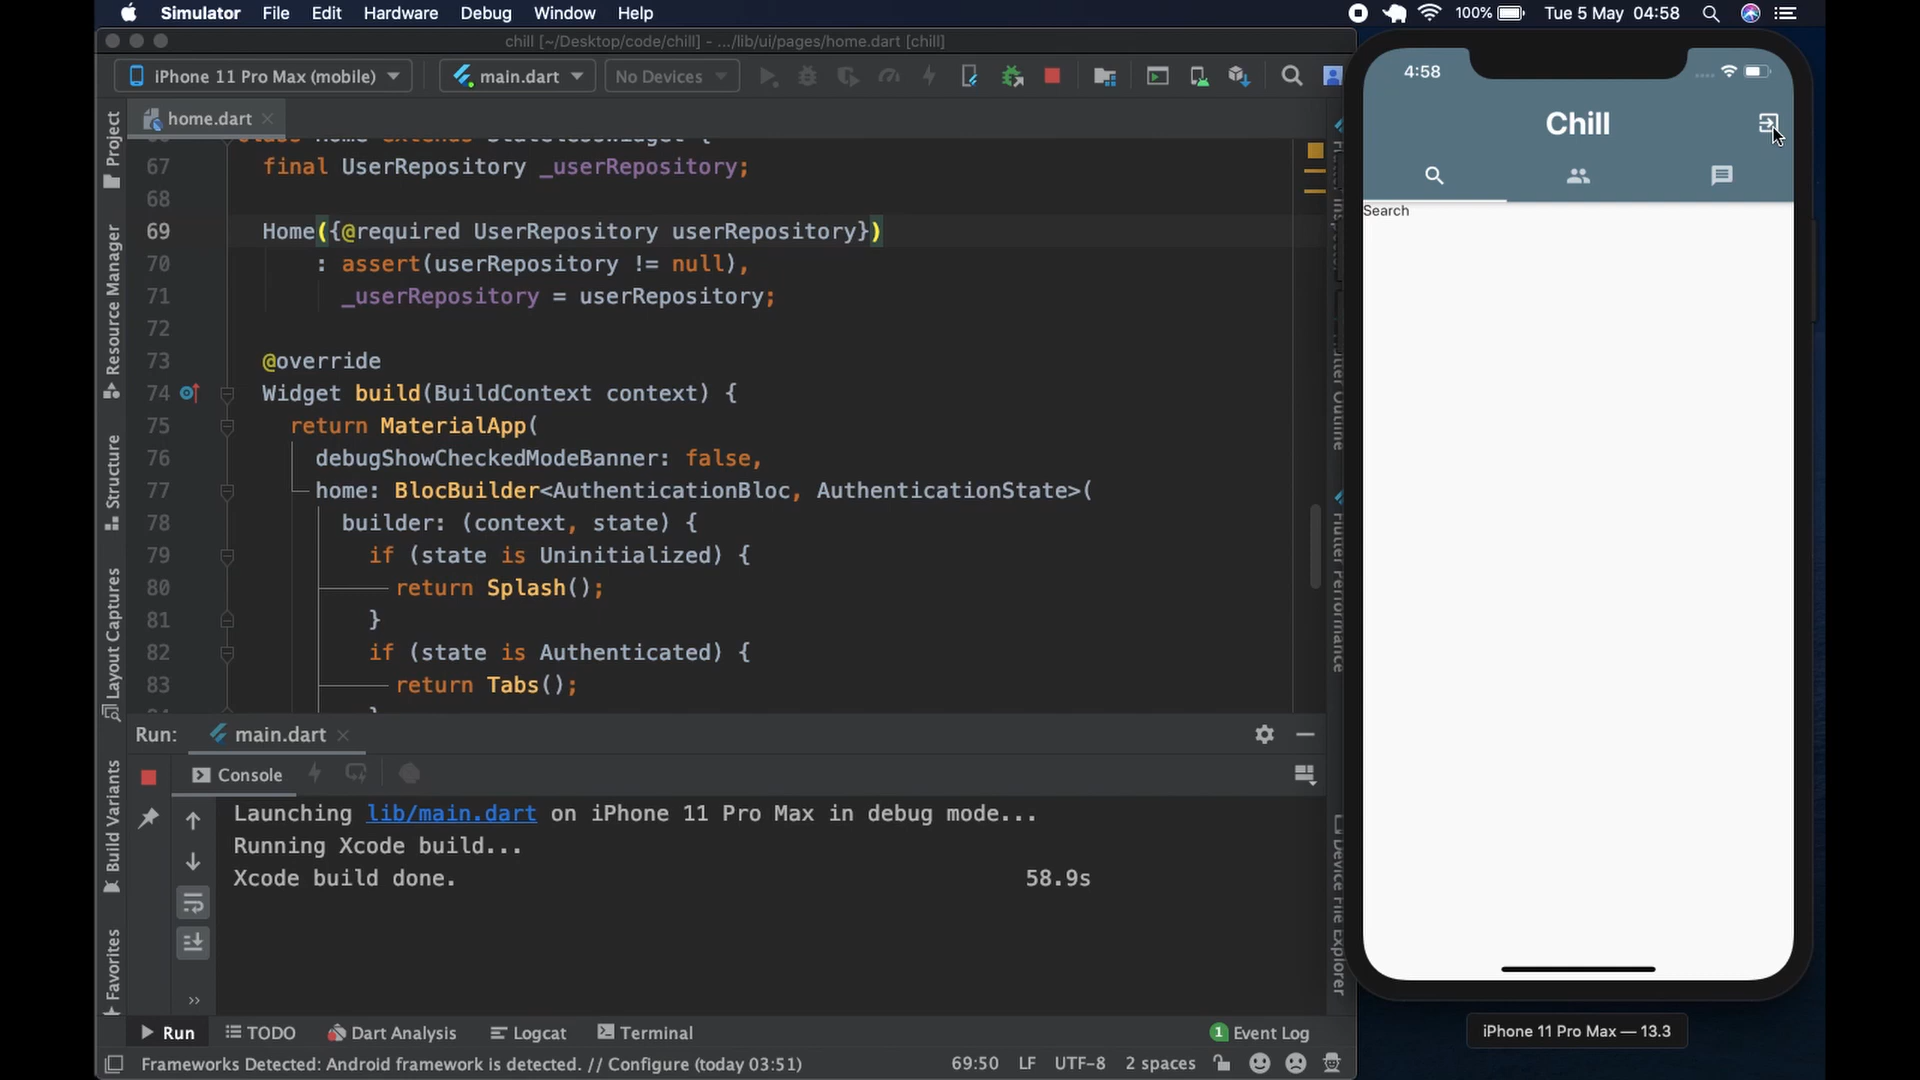 Simulator File Edit Hardware Debug Window Help 100% Tue 5 May 04:58
chill [~/Desktop/code/chill] - .../lib/ui/pages/home.dart [chill]
iPhone 11 Pro Max (mobile) main.dart No Devices
home.dart
67 final UserRepository _userRepository;
68
69 Home({@required UserRepository userRepository})
70 : assert(userRepository != null),
71 _userRepository = userRepository;
72
73 @override
74 Widget build(BuildContext context) {
75 return MaterialApp(
76 debugShowCheckedModeBanner: false,
77 home: BlocBuilder<AuthenticationBloc, AuthenticationState>(
78 builder: (context, state) {
79 if (state is Uninitialized) {
80 return Splash();
81 }
82 if (state is Authenticated) {
83 return Tabs();
Project
Resource Manager
Structure
Layout Captures
Build Variants
Favorites
Flutter Performance
Device File Explorer
Run: main.dart
Console
Launching lib/main.dart on iPhone 11 Pro Max in debug mode...
Running Xcode build...
Xcode build done. 58.9s
Run TODO Dart Analysis Logcat Terminal 1 Event Log
Frameworks Detected: Android framework is detected. // Configure (today 03:51) 69:50 LF UTF-8 2 spaces
4:58
Chill
Search
iPhone 11 Pro Max — 13.3